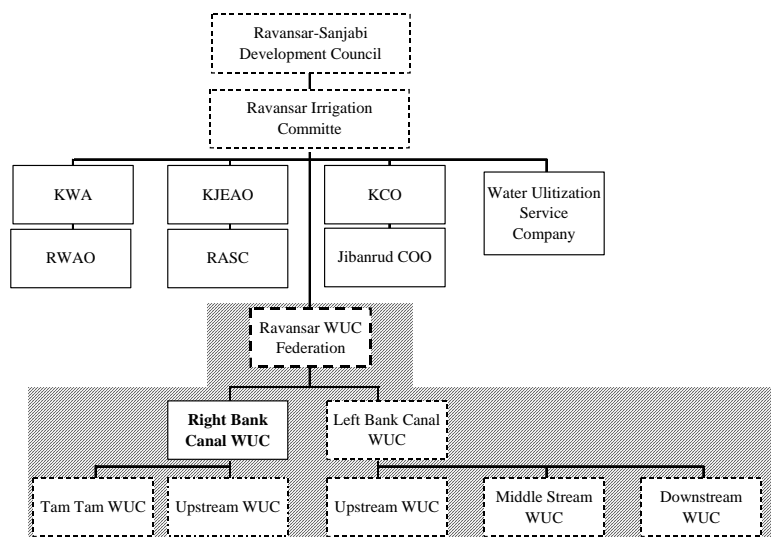 Ravansar-Sanjabi
Development Council
Ravansar Irrigation
Committe
KWA
KJEAO
KCO
Water Ulitization
Service
Company
RWAO
RASC
Jibanrud COO
Ravansar WUC
Federation
Right Bank
Canal WUC
Left Bank Canal
WUC
Tam Tam WUC
Upstream WUC
Upstream WUC
Middle Stream
WUC
Downstream
WUC